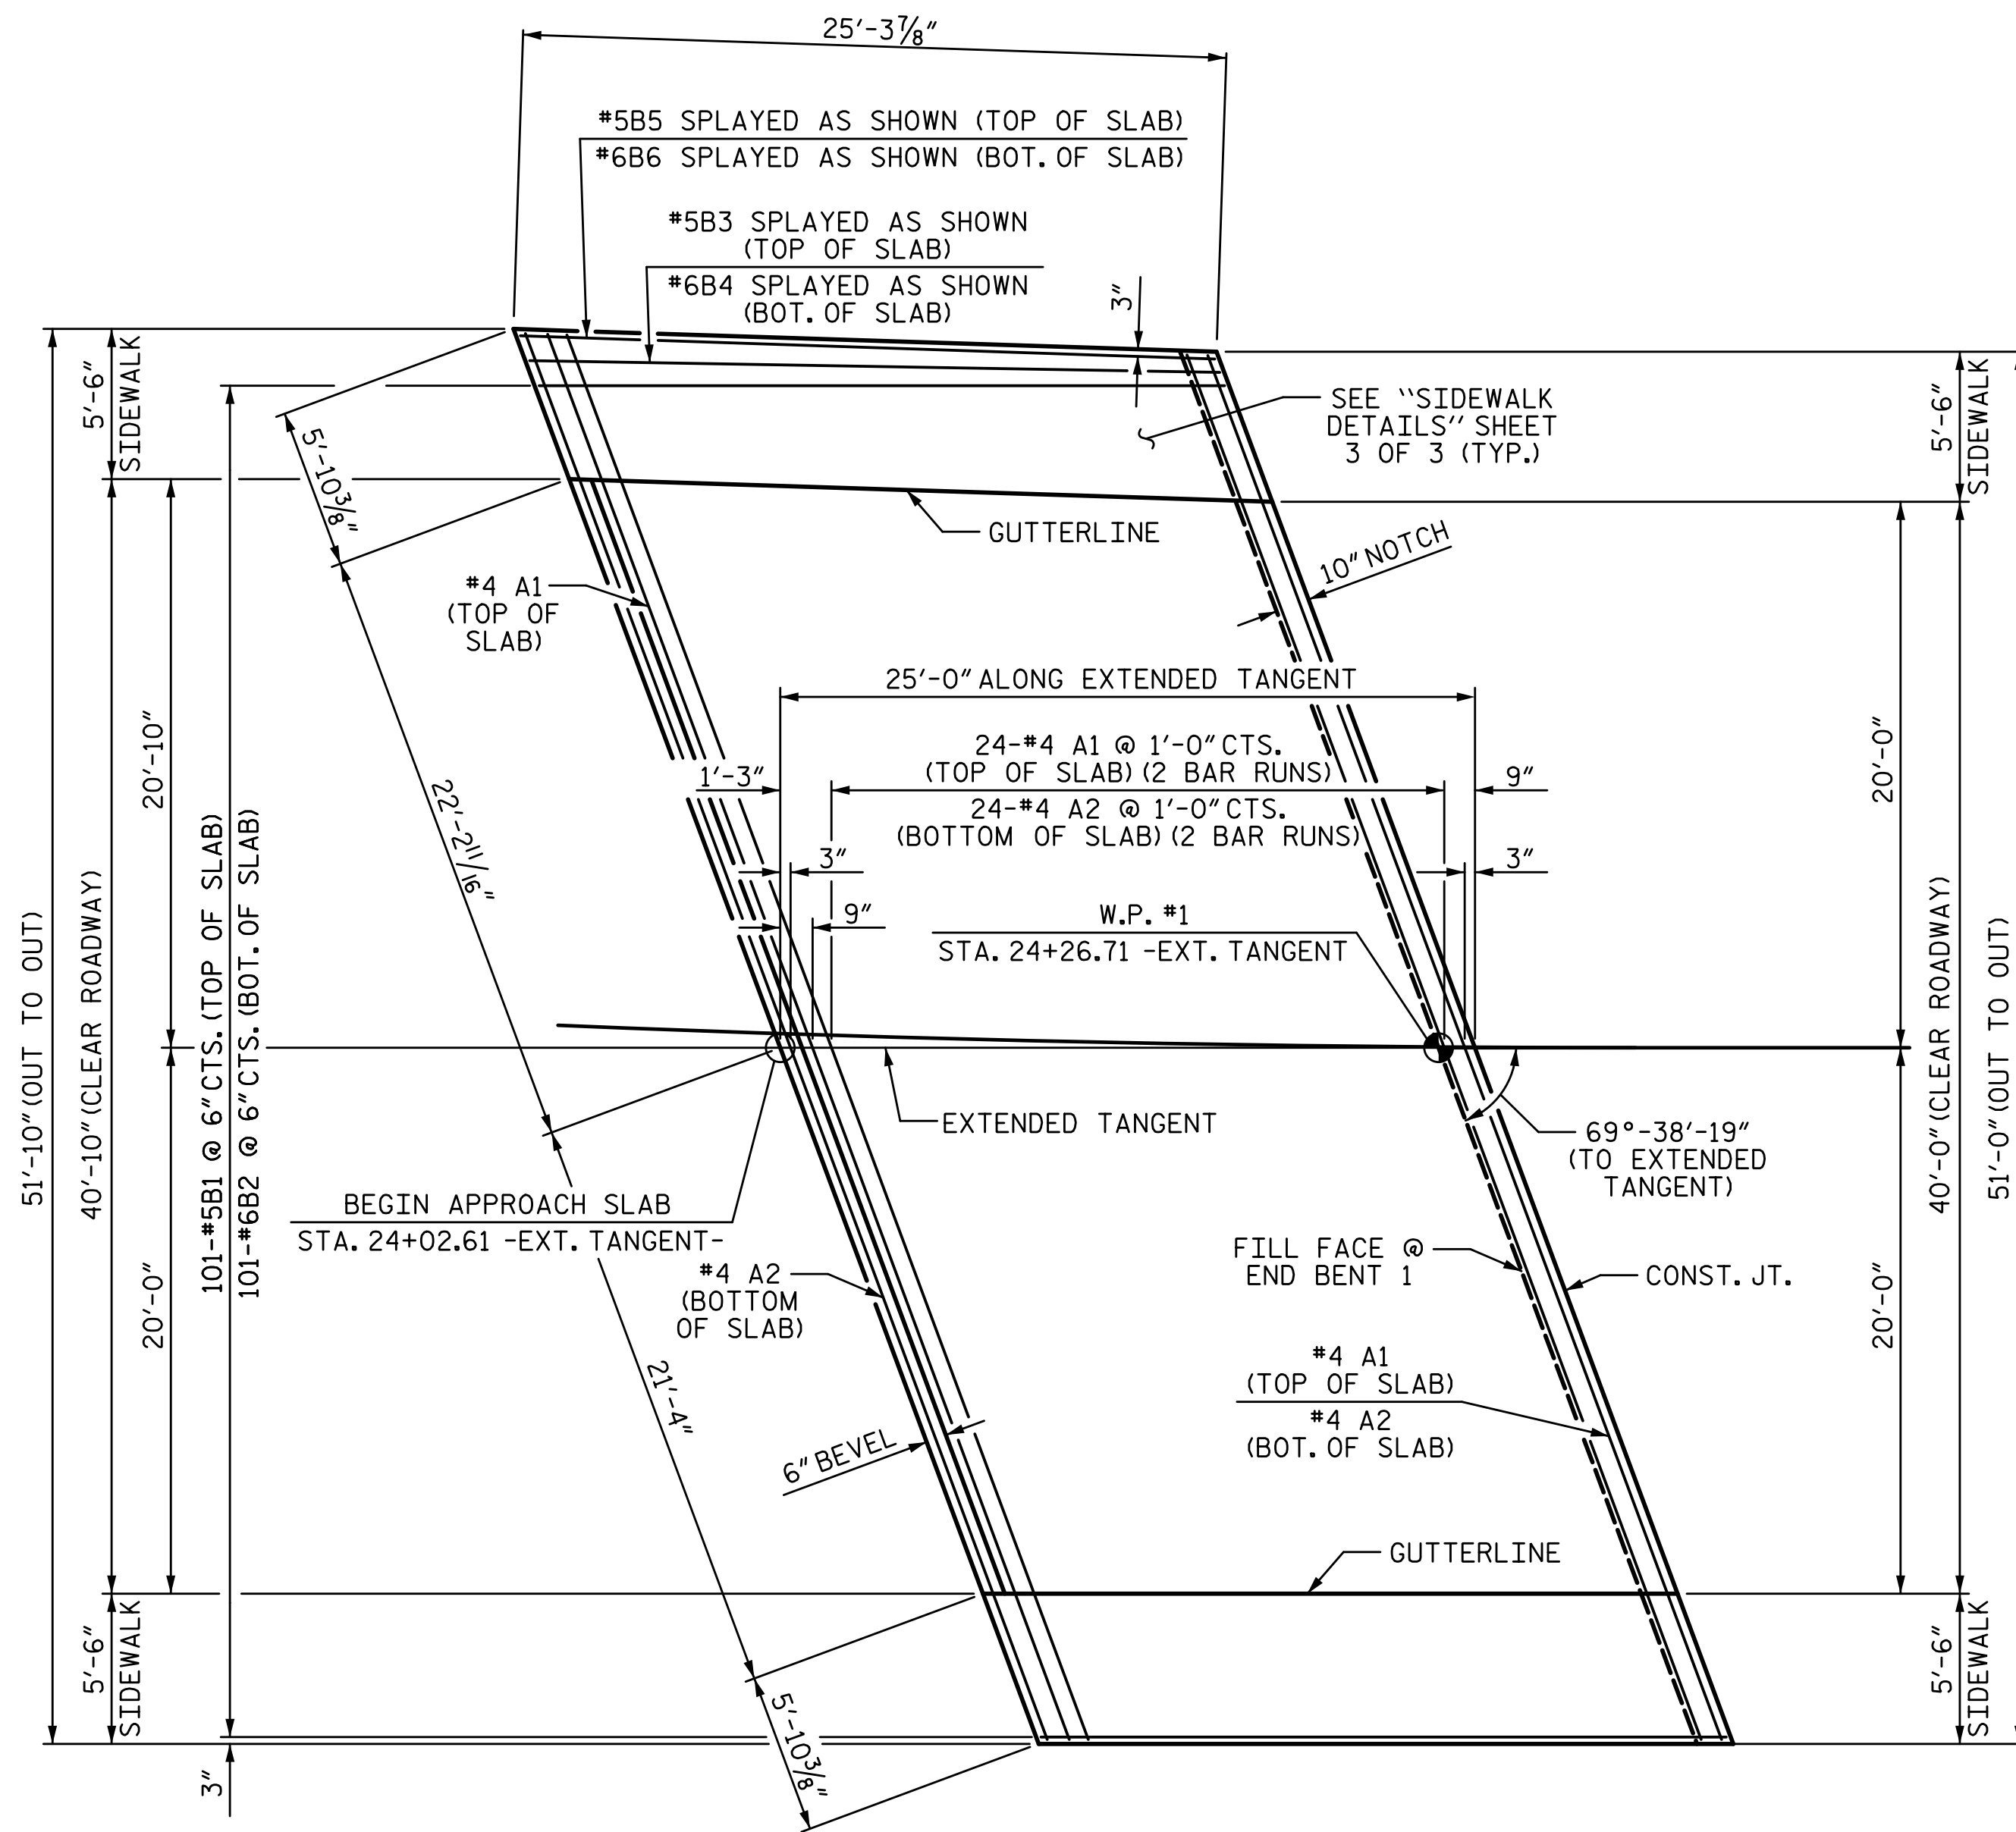 25'-3⅞"
#5B5 SPLAYED AS SHOWN (TOP OF SLAB)
#6B6 SPLAYED AS SHOWN (BOT. OF SLAB)
#5B3 SPLAYED AS SHOWN
(TOP OF SLAB)
#6B4 SPLAYED AS SHOWN
(BOT. OF SLAB)
3"
5'-6"
SIDEWALK
5'-10⅜"
SEE "SIDEWALK
DETAILS" SHEET
3 OF 3 (TYP.)
5'-6"
SIDEWALK
GUTTERLINE
10" NOTCH
#4 A1
(TOP OF
SLAB)
25'-0" ALONG EXTENDED TANGENT
24-#4 A1 @ 1'-0" CTS.
(TOP OF SLAB) (2 BAR RUNS)
24-#4 A2 @ 1'-0" CTS.
(BOTTOM OF SLAB) (2 BAR RUNS)
1'-3"
9"
3"
3"
9"
20'-10"
22'-2 11/16"
20'-0"
W.P. #1
STA. 24+26.71 -EXT. TANGENT
51'-10" (OUT TO OUT)
40'-10" (CLEAR ROADWAY)
101-#5B1 @ 6" CTS. (TOP OF SLAB)
101-#6B2 @ 6" CTS. (BOT. OF SLAB)
40'-0" (CLEAR ROADWAY)
51'-0" (OUT TO OUT)
EXTENDED TANGENT
69°-38'-19"
(TO EXTENDED
TANGENT)
BEGIN APPROACH SLAB
STA. 24+02.61 -EXT. TANGENT-
FILL FACE @
END BENT 1
CONST. JT.
#4 A2
(BOTTOM
OF SLAB)
20'-0"
20'-0"
21'-4"
#4 A1
(TOP OF SLAB)
#4 A2
(BOT. OF SLAB)
6" BEVEL
GUTTERLINE
5'-6"
SIDEWALK
5'-10⅜"
5'-6"
SIDEWALK
3"